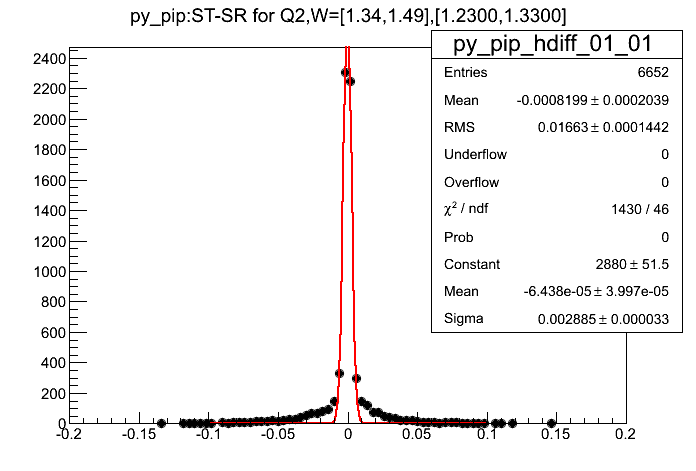 py_pip:ST-SR for Q2,W=[1.34,1.49],[1.2300,1.3300]
py_pip_hdiff_01_01
Entries 6652
Mean -0.0008199 ± 0.0002039
RMS 0.01663 ± 0.0001442
Underflow 0
Overflow 0
χ² / ndf 1430 / 46
Prob 0
Constant 2880 ± 51.5
Mean -6.438e-05 ± 3.997e-05
Sigma 0.002885 ± 0.000033
2400
2200
2000
1800
1600
1400
1200
1000
800
600
400
200
0
-0.2 -0.15 -0.1 -0.05 0 0.05 0.1 0.15 0.2